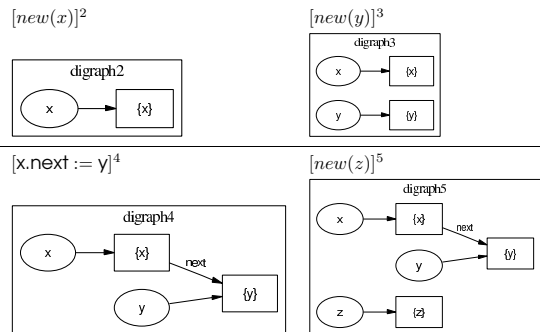 [new(x)]²
digraph2
x
{x}
[new(y)]³
digraph3
x
{x}
y
{y}
[x.next := y]⁴
digraph4
x
{x}
next
y
{y}
[new(z)]⁵
digraph5
x
{x}
next
y
{y}
z
{z}